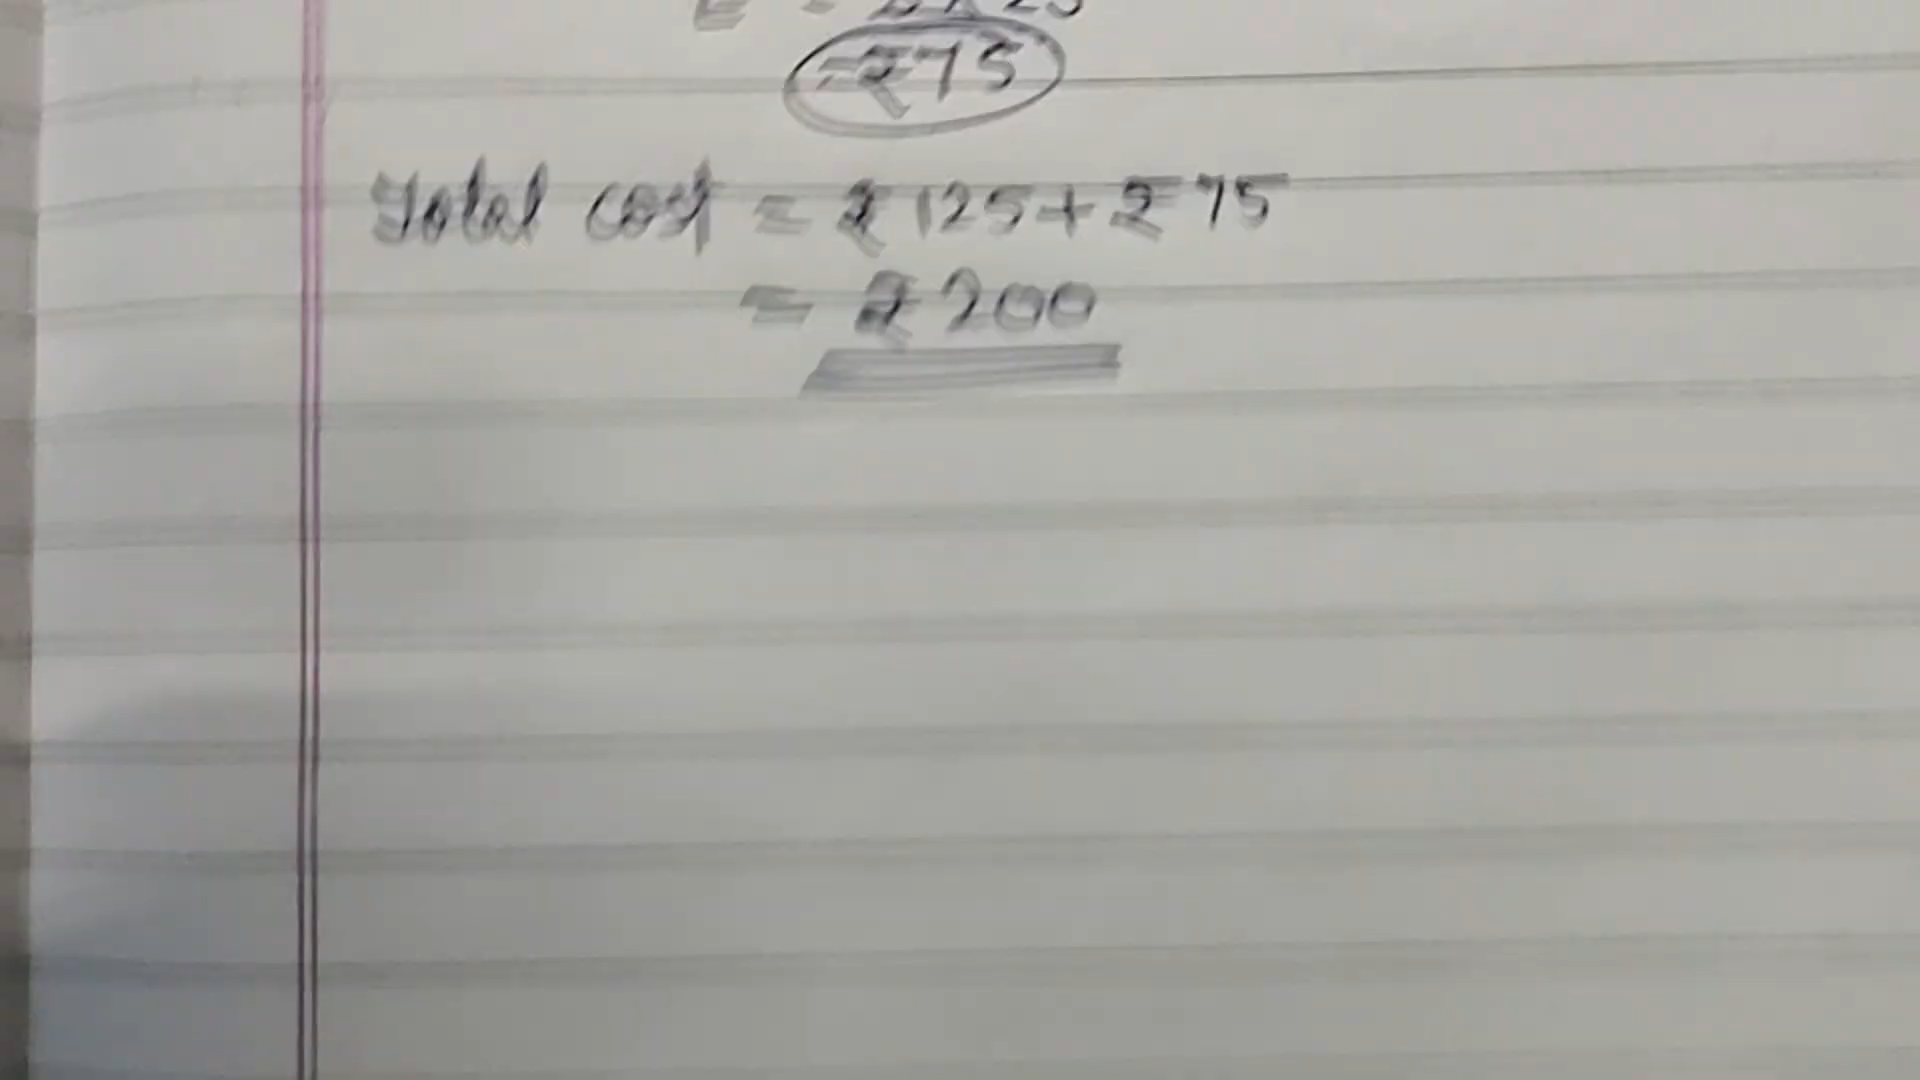 = ₹75
Total cost = ₹125 + ₹75
= ₹200